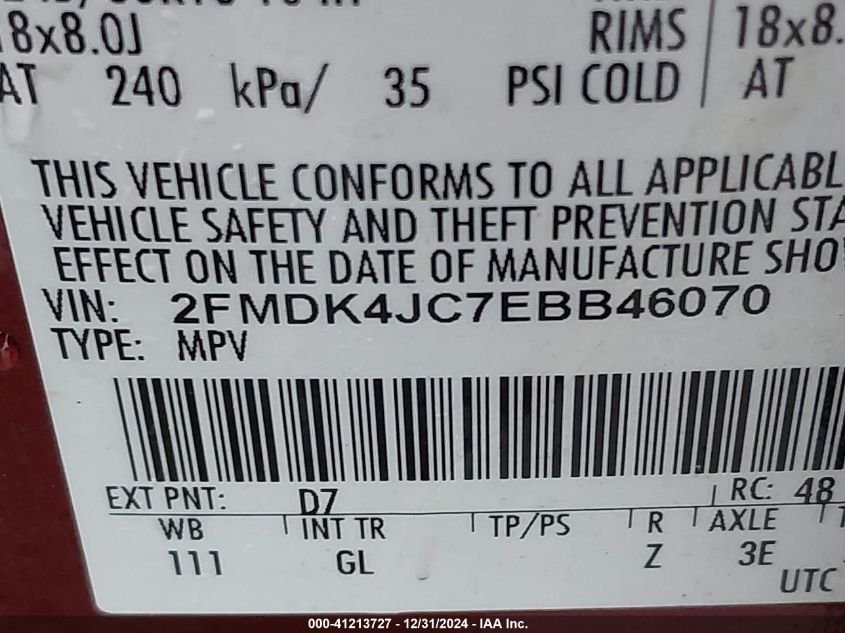 18x8.0J RIMS 18x8.
AT 240 kPa/ 35 PSI COLD AT
THIS VEHICLE CONFORMS TO ALL APPLICABL
VEHICLE SAFETY AND THEFT PREVENTION STA
EFFECT ON THE DATE OF MANUFACTURE SHO
VIN: 2FMDK4JC7EBB46070
TYPE: MPV
EXT PNT: D7 RC: 48
WB INT TR TP/PS R AXLE
111 GL Z 3E
UTC
000-41213727 - 12/31/2024 - IAA Inc.